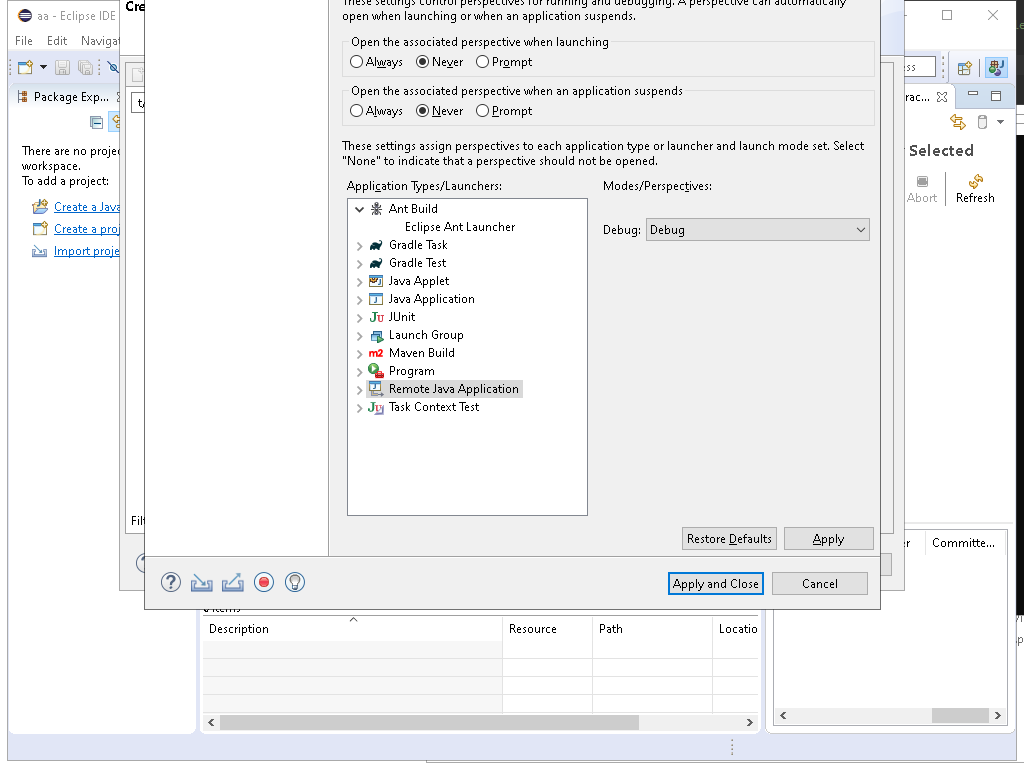 aa - Eclipse IDE
Cre
These settings control perspectives for running and debugging. A perspective can automatically
open when launching or when an application suspends.
File Edit Navigat
Open the associated perspective when launching
Always Never Prompt
Open the associated perspective when an application suspends
Always Never Prompt
Package Exp...
These settings assign perspectives to each application type or launcher and launch mode set. Select
"None" to indicate that a perspective should not be opened.
There are no proje
workspace.
To add a project:
Create a Java
Create a proj
Import proje
Application Types/Launchers:
Modes/Perspectives:
Ant Build
Eclipse Ant Launcher
Gradle Task
Gradle Test
Java Applet
Java Application
JUnit
Launch Group
Maven Build
Program
Remote Java Application
Task Context Test
Debug: Debug
ess
rac...
Selected
Abort Refresh
Filt
Restore Defaults Apply
Apply and Close Cancel
er Committe...
0 items
Description Resource Path Locatio